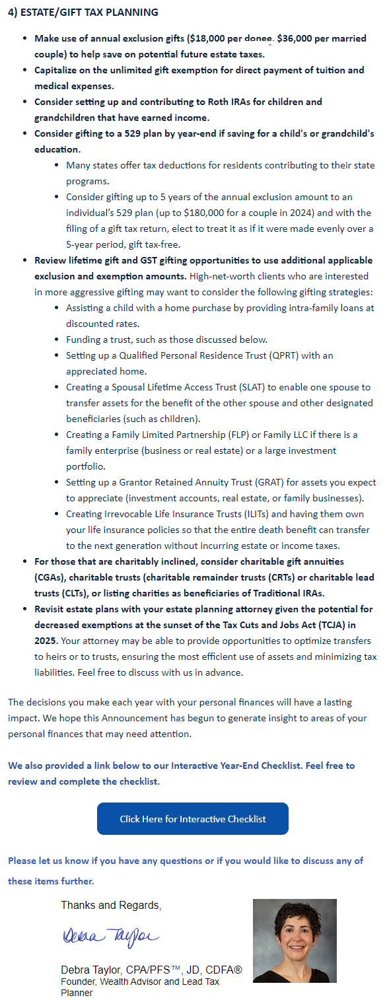 4) ESTATE/GIFT TAX PLANNING
• Make use of annual exclusion gifts ($18,000 per donee. $36,000 per married
couple) to help save on potential future estate taxes.
• Capitalize on the unlimited gift exemption for direct payment of tuition and
medical expenses.
• Consider setting up and contributing to Roth IRAs for children and
grandchildren that have earned income.
• Consider gifting to a 529 plan by year-end if saving for a child's or grandchild's
education.
• Many states offer tax deductions for residents contributing to their state
programs.
• Consider gifting up to 5 years of the annual exclusion amount to an
individual’s 529 plan (up to $180,000 for a couple in 2024) and with the
filing of a gift tax return, elect to treat it as if it were made evenly over a
5-year period, gift tax-free.
• Review lifetime gift and GST gifting opportunities to use additional applicable
exclusion and exemption amounts. High-net-worth clients who are interested
in more aggressive gifting may want to consider the following gifting strategies:
• Assisting a child with a home purchase by providing intra-family loans at
discounted rates.
• Funding a trust, such as those discussed below.
• Setting up a Qualified Personal Residence Trust (QPRT) with an
appreciated home.
• Creating a Spousal Lifetime Access Trust (SLAT) to enable one spouse to
transfer assets for the benefit of the other spouse and other designated
beneficiaries (such as children).
• Creating a Family Limited Partnership (FLP) or Family LLC if there is a
family enterprise (business or real estate) or a large investment
portfolio.
• Setting up a Grantor Retained Annuity Trust (GRAT) for assets you expect
to appreciate (investment accounts, real estate, or family businesses).
• Creating Irrevocable Life Insurance Trusts (ILITs) and having them own
your life insurance policies so that the entire death benefit can transfer
to the next generation without incurring estate or income taxes.
• For those that are charitably inclined, consider charitable gift annuities
(CGAs), charitable trusts (charitable remainder trusts (CRTs) or charitable lead
trusts (CLTs), or listing charities as beneficiaries of Traditional IRAs.
• Revisit estate plans with your estate planning attorney given the potential for
decreased exemptions at the sunset of the Tax Cuts and Jobs Act (TCJA) in
2025. Your attorney may be able to provide opportunities to optimize transfers
to heirs or to trusts, ensuring the most efficient use of assets and minimizing tax
liabilities. Feel free to discuss with us in advance.
The decisions you make each year with your personal finances will have a lasting
impact. We hope this Announcement has begun to generate insight to areas of your
personal finances that may need attention.
We also provided a link below to our Interactive Year-End Checklist. Feel free to
review and complete the checklist.
Click Here for Interactive Checklist
Please let us know if you have any questions or if you would like to discuss any of
these items further.
Thanks and Regards,
Debra Taylor
Debra Taylor, CPA/PFS™, JD, CDFA®
Founder, Wealth Advisor and Lead Tax
Planner